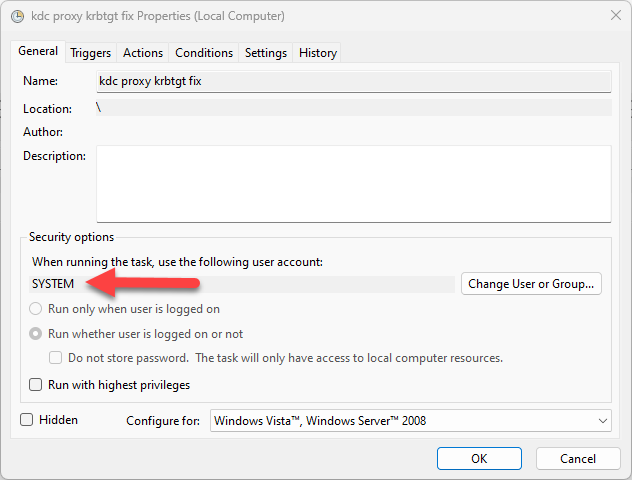 kdc proxy krbtgt fix Properties (Local Computer)
General Triggers Actions Conditions Settings History
Name: kdc proxy krbtgt fix
Location: \
Author:
Description:
Security options
When running the task, use the following user account:
SYSTEM Change User or Group...
Run only when user is logged on
Run whether user is logged on or not
Do not store password. The task will only have access to local computer resources.
Run with highest privileges
Hidden Configure for: Windows Vista™, Windows Server™ 2008
OK Cancel